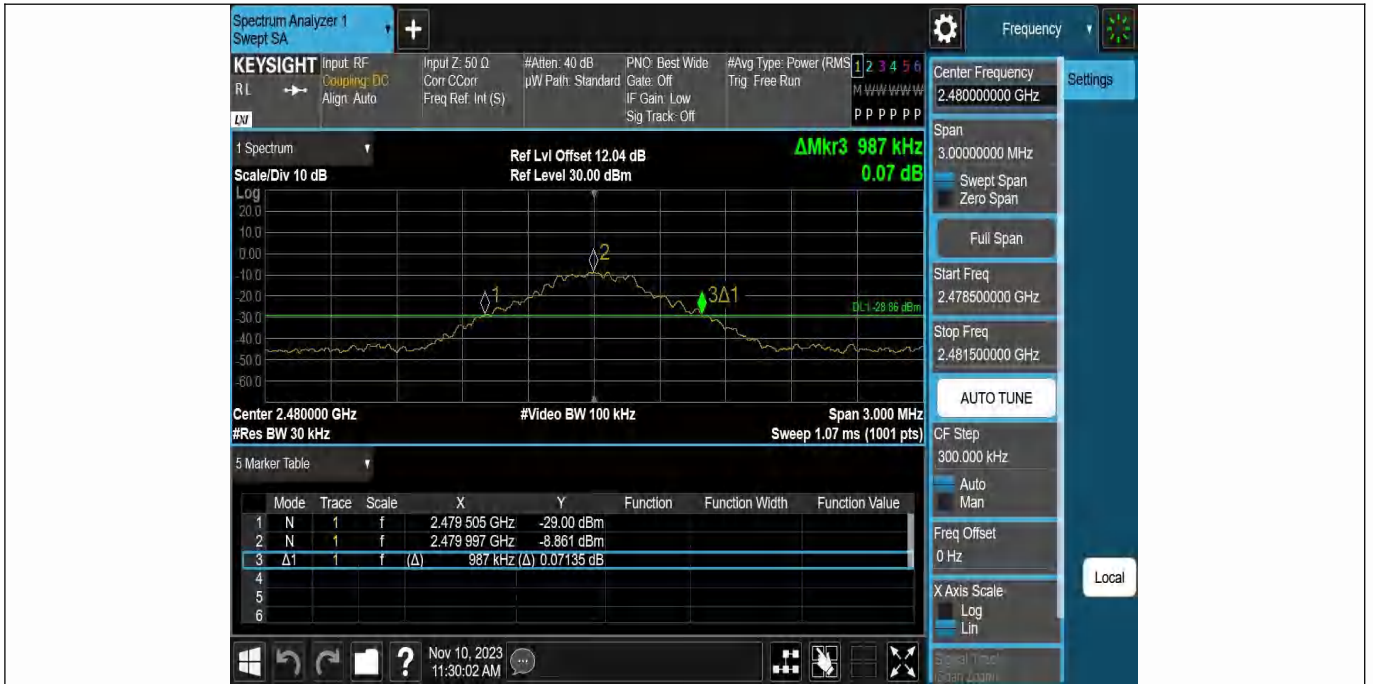 Spectrum Analyzer 1
Swept SA
+
Frequency
KEYSIGHT
Input: RF
Coupling: DC
Align: Auto
Input Z: 50 Ω
Corr CCorr
Freq Ref: Int (S)
#Atten: 40 dB
µW Path: Standard
PNO: Best Wide
Gate: Off
IF Gain: Low
Sig Track: Off
#Avg Type: Power (RMS
Trig: Free Run
1 2 3 4 5 6
M W W W W W
P P P P P P
R L
LXI
Center Frequency
2.480000000 GHz
Settings
Span
3.00000000 MHz
Swept Span
Zero Span
Full Span
Start Freq
2.478500000 GHz
Stop Freq
2.481500000 GHz
AUTO TUNE
CF Step
300.000 kHz
Auto
Man
Freq Offset
0 Hz
X Axis Scale
Log
Lin
Signal Track
(Span Zoom)
Local
1 Spectrum
Scale/Div 10 dB
Ref Lvl Offset 12.04 dB
Ref Level 30.00 dBm
ΔMkr3 987 kHz
0.07 dB
Log
20.0
10.0
0.00
-10.0
-20.0
-30.0
-40.0
-50.0
-60.0
1
2
3Δ1
DL1 -28.86 dBm
Center 2.480000 GHz
#Video BW 100 kHz
Span 3.000 MHz
#Res BW 30 kHz
Sweep 1.07 ms (1001 pts)
5 Marker Table
Mode Trace Scale X Y Function Function Width Function Value
1 N 1 f 2.479 505 GHz -29.00 dBm
2 N 1 f 2.479 997 GHz -8.861 dBm
3 Δ1 1 f (Δ) 987 kHz (Δ) 0.07135 dB
4
5
6
?
Nov 10, 2023
11:30:02 AM